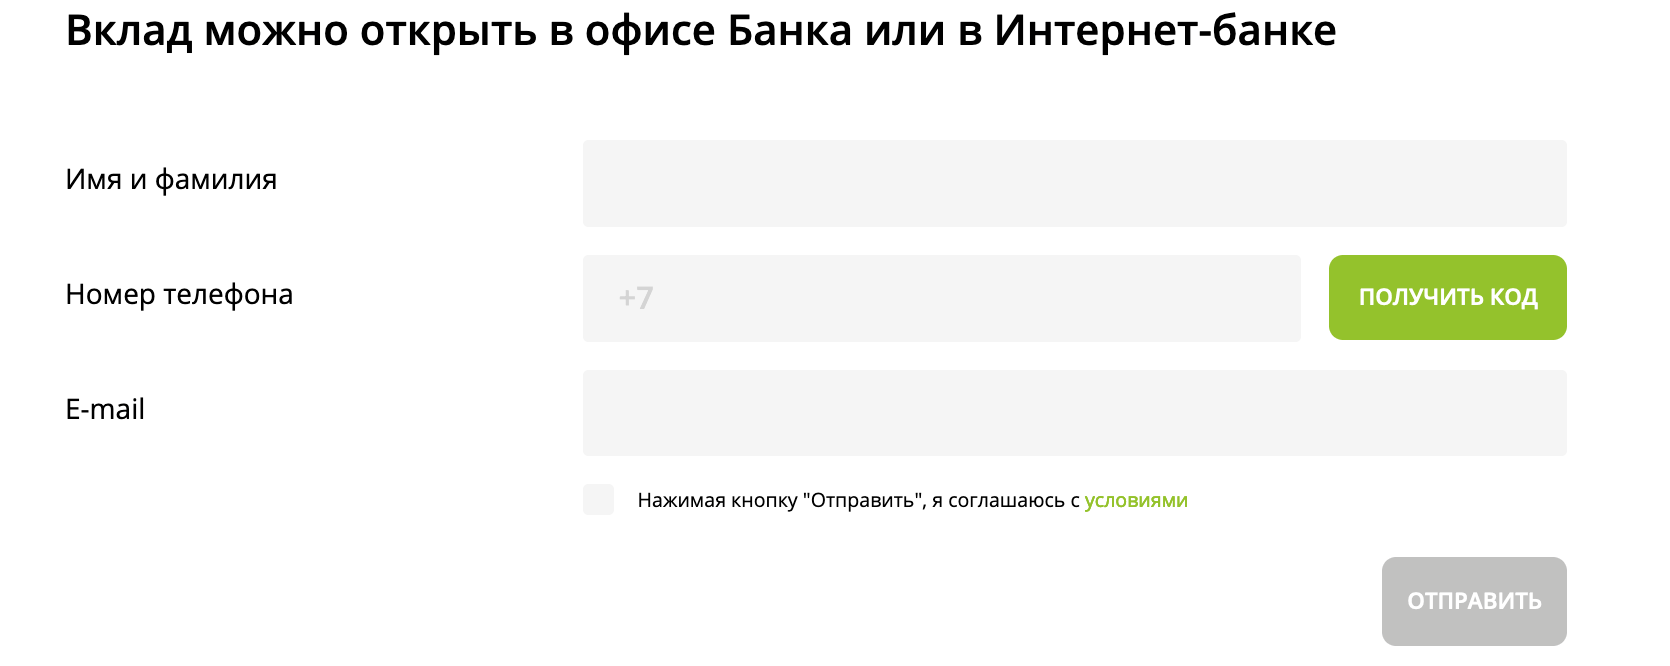 Вклад можно открыть в офисе Банка или в Интернет-банке
Имя и фамилия
Номер телефона
+7
ПОЛУЧИТЬ КОД
E-mail
Нажимая кнопку "Отправить", я соглашаюсь с условиями
ОТПРАВИТЬ